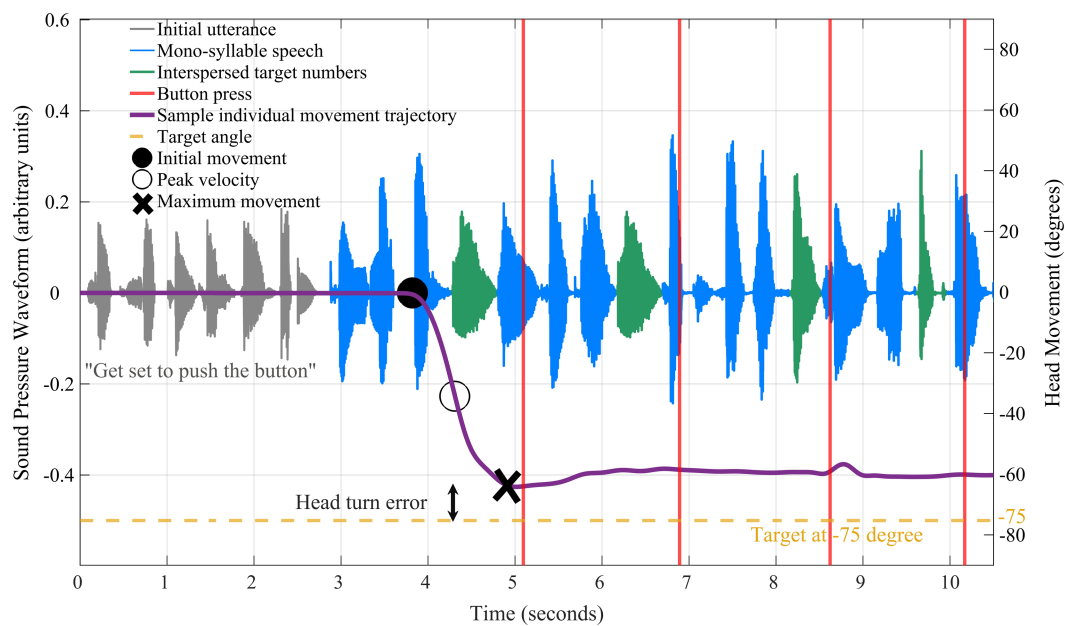 0.6
0.4
0.2
0
-0.2
-0.4
Sound Pressure Waveform (arbitrary units)
Initial utterance
Mono-syllable speech
Interspersed target numbers
Button press
Sample individual movement trajectory
Target angle
Initial movement
Peak velocity
Maximum movement
"Get set to push the button"
Head turn error
Target at -75 degree
80
60
40
20
0
-20
-40
-60
-75
-80
Head Movement (degrees)
0 1 2 3 4 5 6 7 8 9 10
Time (seconds)